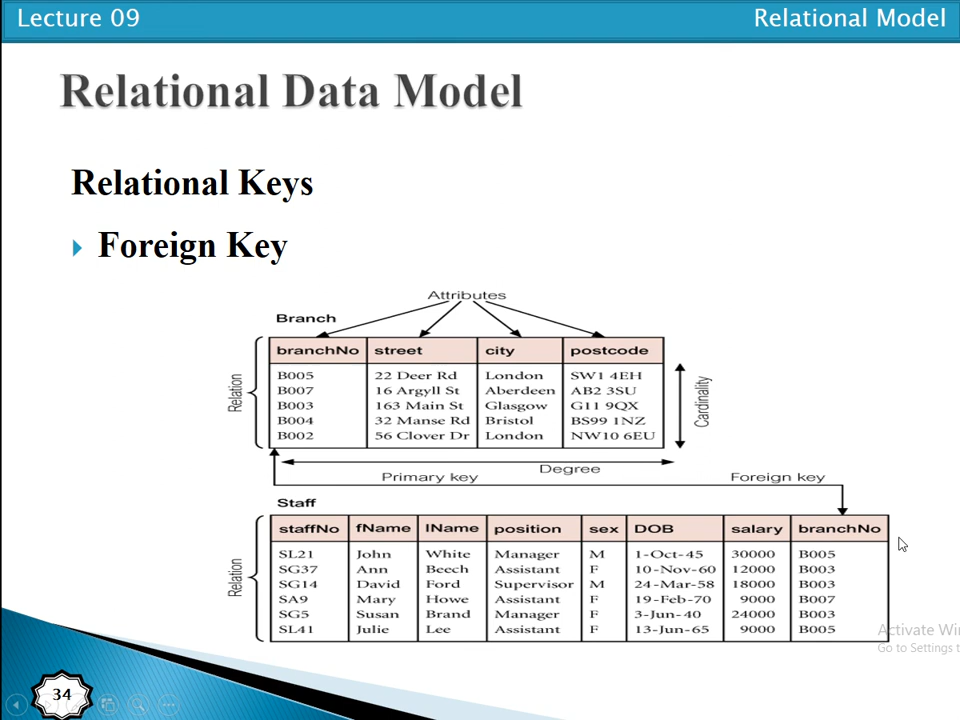 Lecture 09 Relational Model
Relational Data Model
Relational Keys
Foreign Key
Attributes
Branch
branchNo street city postcode
B005 22 Deer Rd London SW1 4EH
B007 16 Argyll St Aberdeen AB2 3SU
B003 163 Main St Glasgow G11 9QX
B004 32 Manse Rd Bristol BS99 1NZ
B002 56 Clover Dr London NW10 6EU
Relation
Cardinality
Degree
Primary key Foreign key
Staff
staffNo fName lName position sex DOB salary branchNo
SL21 John White Manager M 1-Oct-45 30000 B005
SG37 Ann Beech Assistant F 10-Nov-60 12000 B003
SG14 David Ford Supervisor M 24-Mar-58 18000 B003
SA9 Mary Howe Assistant F 19-Feb-70 9000 B007
SG5 Susan Brand Manager F 3-Jun-40 24000 B003
SL41 Julie Lee Assistant F 13-Jun-65 9000 B005
Relation
Activate Win
Go to Settings t
34